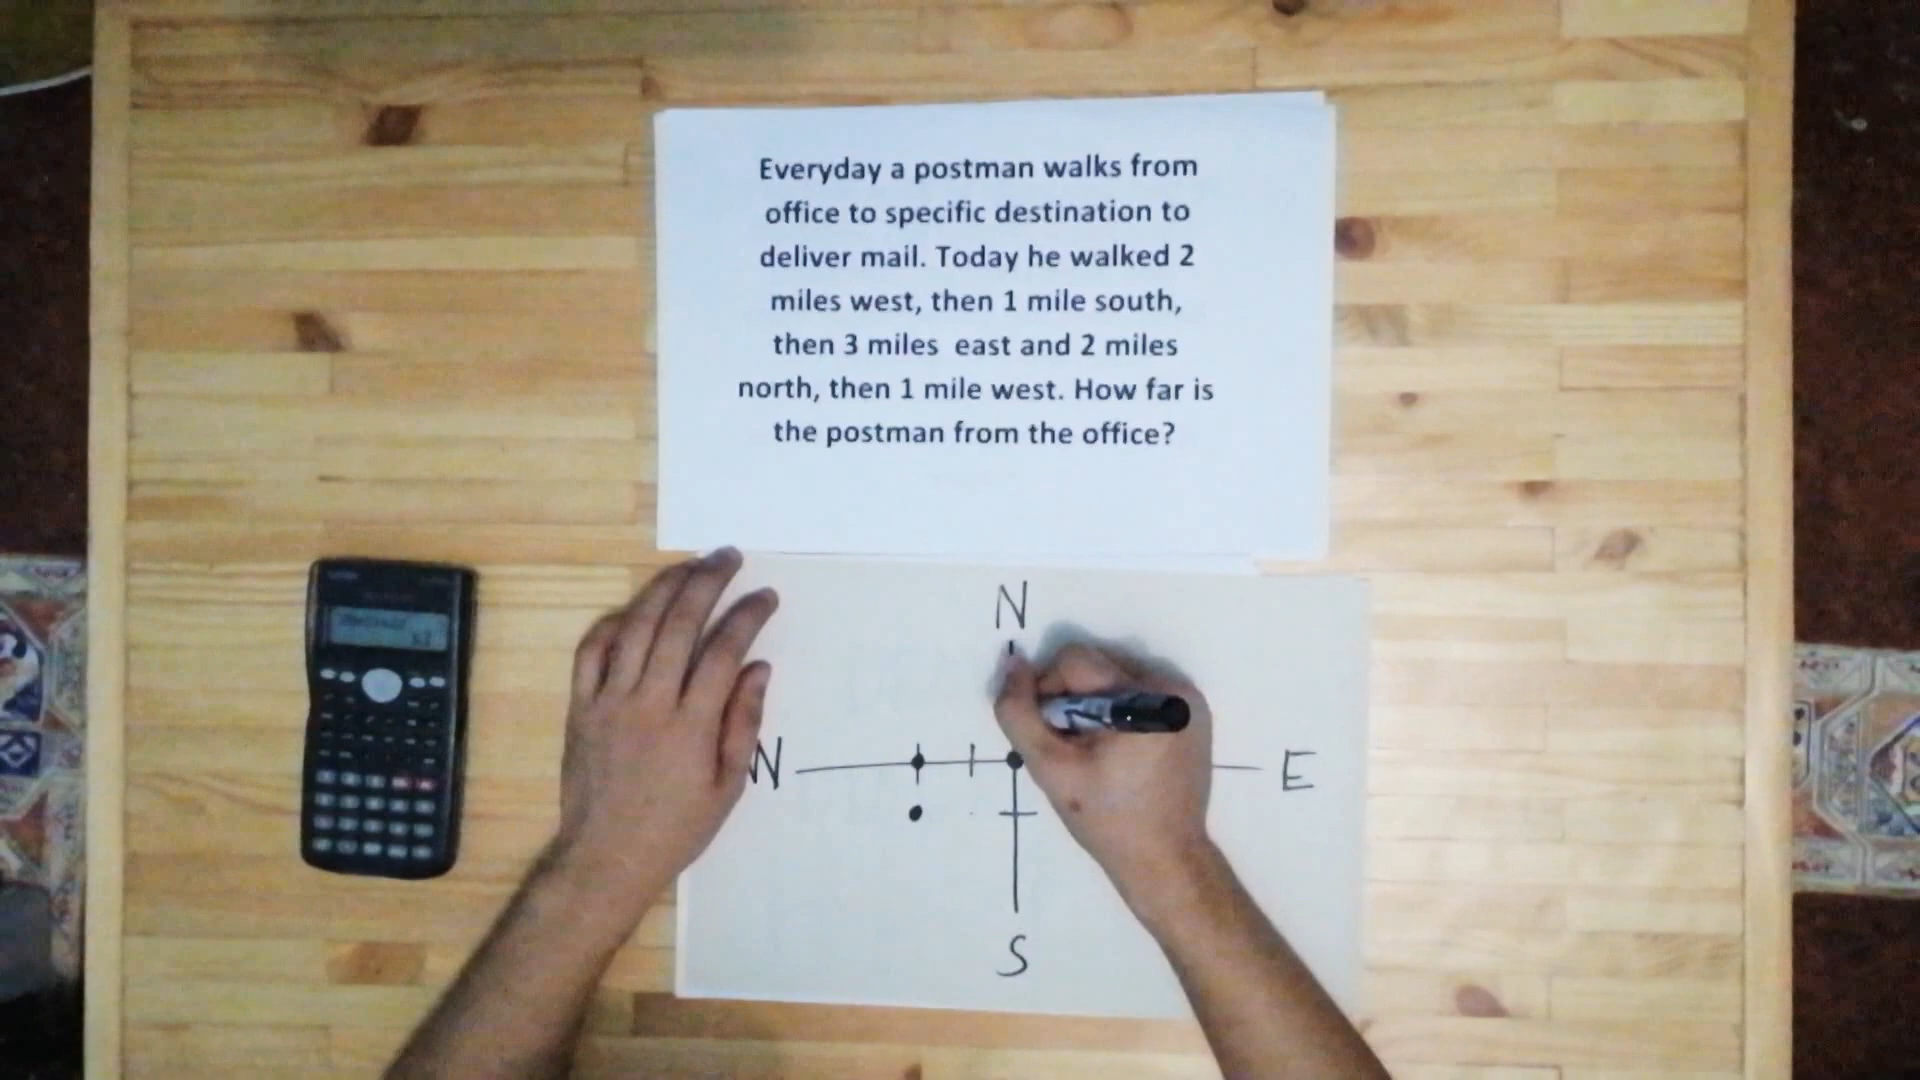 Everyday a postman walks from
office to specific destination to
deliver mail. Today he walked 2
miles west, then 1 mile south,
then 3 miles east and 2 miles
north, then 1 mile west. How far is
the postman from the office?
N
W
E
S